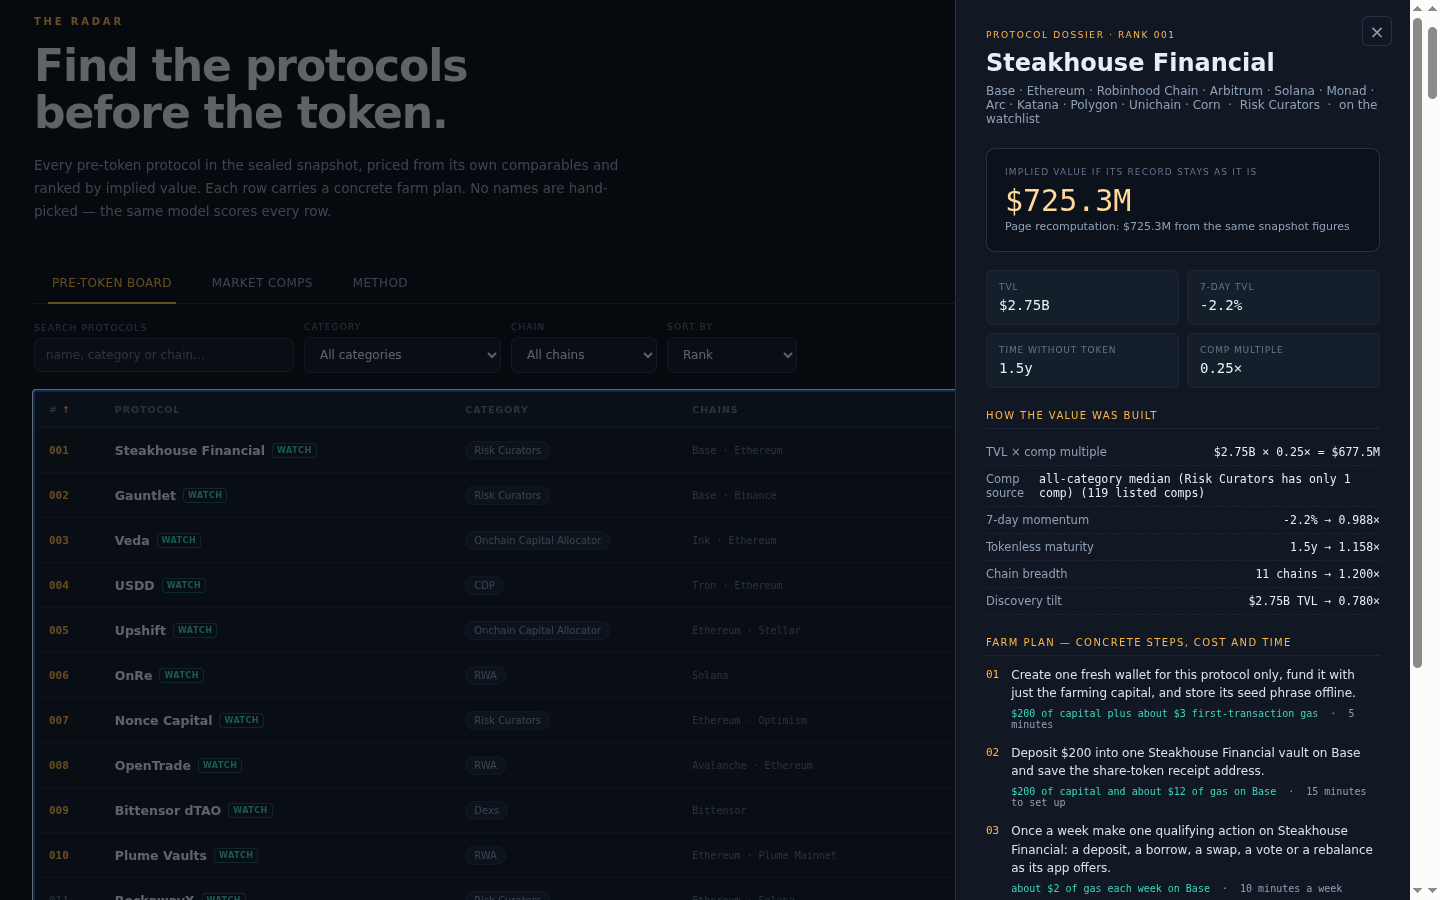 THE RADAR
Find the protocols
before the token.
Every pre-token protocol in the sealed snapshot, priced from its own comparables and
ranked by implied value. Each row carries a concrete farm plan. No names are hand-
picked — the same model scores every row.
PRE-TOKEN BOARD MARKET COMPS METHOD
SEARCH PROTOCOLS CATEGORY CHAIN SORT BY
name, category or chain... All categories All chains Rank
# ↑ PROTOCOL CATEGORY CHAINS
001 Steakhouse Financial WATCH Risk Curators Base · Ethereum
002 Gauntlet WATCH Risk Curators Base · Binance
003 Veda WATCH Onchain Capital Allocator Ink · Ethereum
004 USDD WATCH CDP Tron · Ethereum
005 Upshift WATCH Onchain Capital Allocator Ethereum · Stellar
006 OnRe WATCH RWA Solana
007 Nonce Capital WATCH Risk Curators Ethereum · Optimism
008 OpenTrade WATCH RWA Avalanche · Ethereum
009 Bittensor dTAO WATCH Dexs Bittensor
010 Plume Vaults WATCH RWA Ethereum · Plume Mainnet
011 RockawayX WATCH Risk Curators Ethereum · Solana
PROTOCOL DOSSIER · RANK 001
×
Steakhouse Financial
Base · Ethereum · Robinhood Chain · Arbitrum · Solana · Monad ·
Arc · Katana · Polygon · Unichain · Corn · Risk Curators · on the
watchlist
IMPLIED VALUE IF ITS RECORD STAYS AS IT IS
$725.3M
Page recomputation: $725.3M from the same snapshot figures
TVL
$2.75B
7-DAY TVL
-2.2%
TIME WITHOUT TOKEN
1.5y
COMP MULTIPLE
0.25×
HOW THE VALUE WAS BUILT
TVL × comp multiple $2.75B × 0.25× = $677.5M
Comp source all-category median (Risk Curators has only 1
comp) (119 listed comps)
7-day momentum -2.2% → 0.988×
Tokenless maturity 1.5y → 1.158×
Chain breadth 11 chains → 1.200×
Discovery tilt $2.75B TVL → 0.780×
FARM PLAN — CONCRETE STEPS, COST AND TIME
01 Create one fresh wallet for this protocol only, fund it with
just the farming capital, and store its seed phrase offline.
$200 of capital plus about $3 first-transaction gas · 5
minutes
02 Deposit $200 into one Steakhouse Financial vault on Base
and save the share-token receipt address.
$200 of capital and about $12 of gas on Base · 15 minutes
to set up
03 Once a week make one qualifying action on Steakhouse
Financial: a deposit, a borrow, a swap, a vote or a rebalance
as its app offers.
about $2 of gas each week on Base · 10 minutes a week